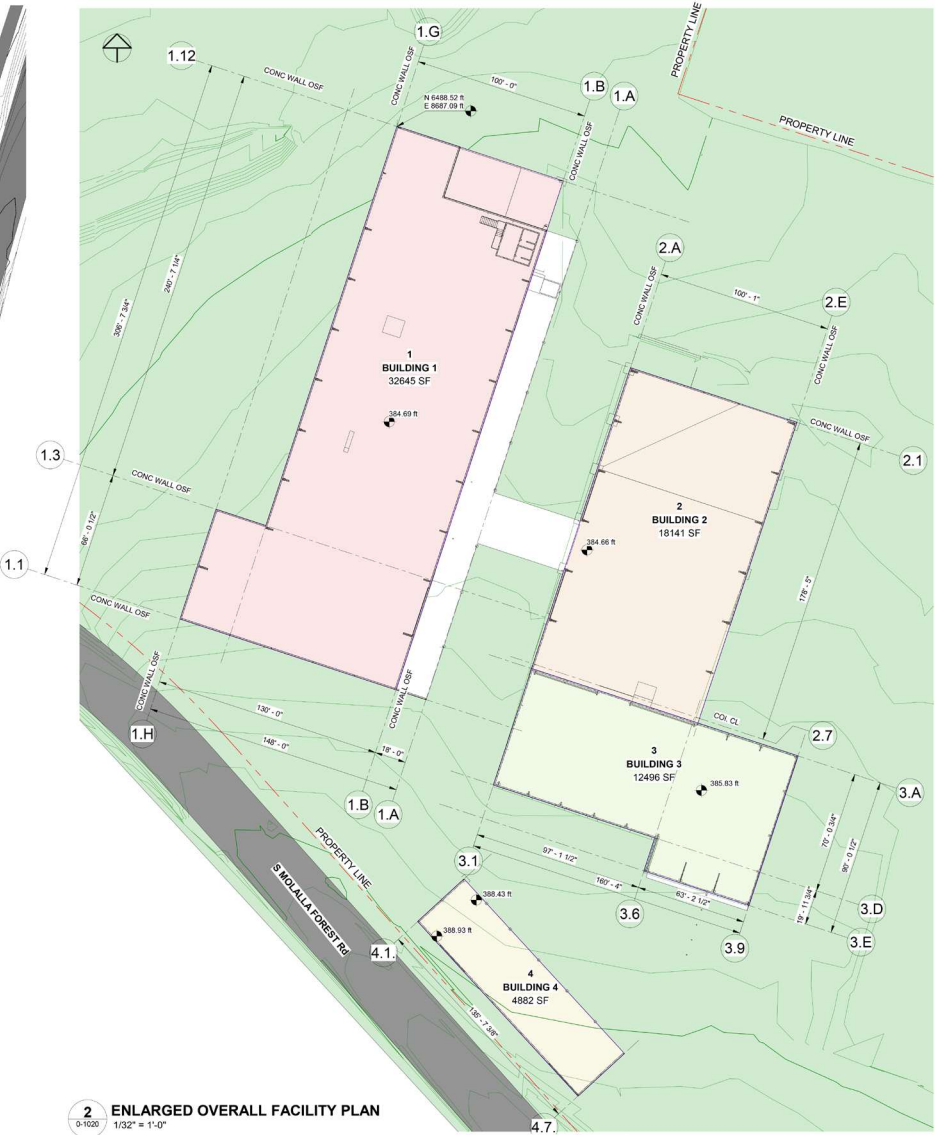 1.G
1.12
PROPERTY LINE
CONC WALL OSF
CONC WALL OSF
100' - 0"
1.B
1.A
N 6488.52 ft
E 8687.09 ft
PROPERTY LINE
CONC WALL OSF
2.A
CONC WALL OSF
100' - 1"
2.E
240' - 7 1/4"
306' - 7 3/4"
CONC WALL OSF
1
BUILDING 1
32645 SF
384.69 ft
CONC WALL OSF
2.1
1.3
CONC WALL OSF
66' - 0 1/2"
2
BUILDING 2
18141 SF
384.66 ft
1.1
178' - 5"
CONC WALL OSF
CONC WALL OSF
CONC WALL OSF
130' - 0"
148' - 0"
18' - 0"
1.H
COL CL
2.7
3
BUILDING 3
12496 SF
385.83 ft
3.A
1.B
1.A
70' - 0 3/4"
90' - 0 1/2"
97' - 1 1/2"
160' - 4"
63' - 2 1/2"
19' - 11 3/4"
3.1
3.6
3.9
3.D
3.E
PROPERTY LINE
S MOLALLA FOREST Rd
388.43 ft
388.93 ft
4.1.
4
BUILDING 4
4882 SF
135' - 7 3/8"
4.7.
2
0-1020
ENLARGED OVERALL FACILITY PLAN
1/32" = 1'-0"